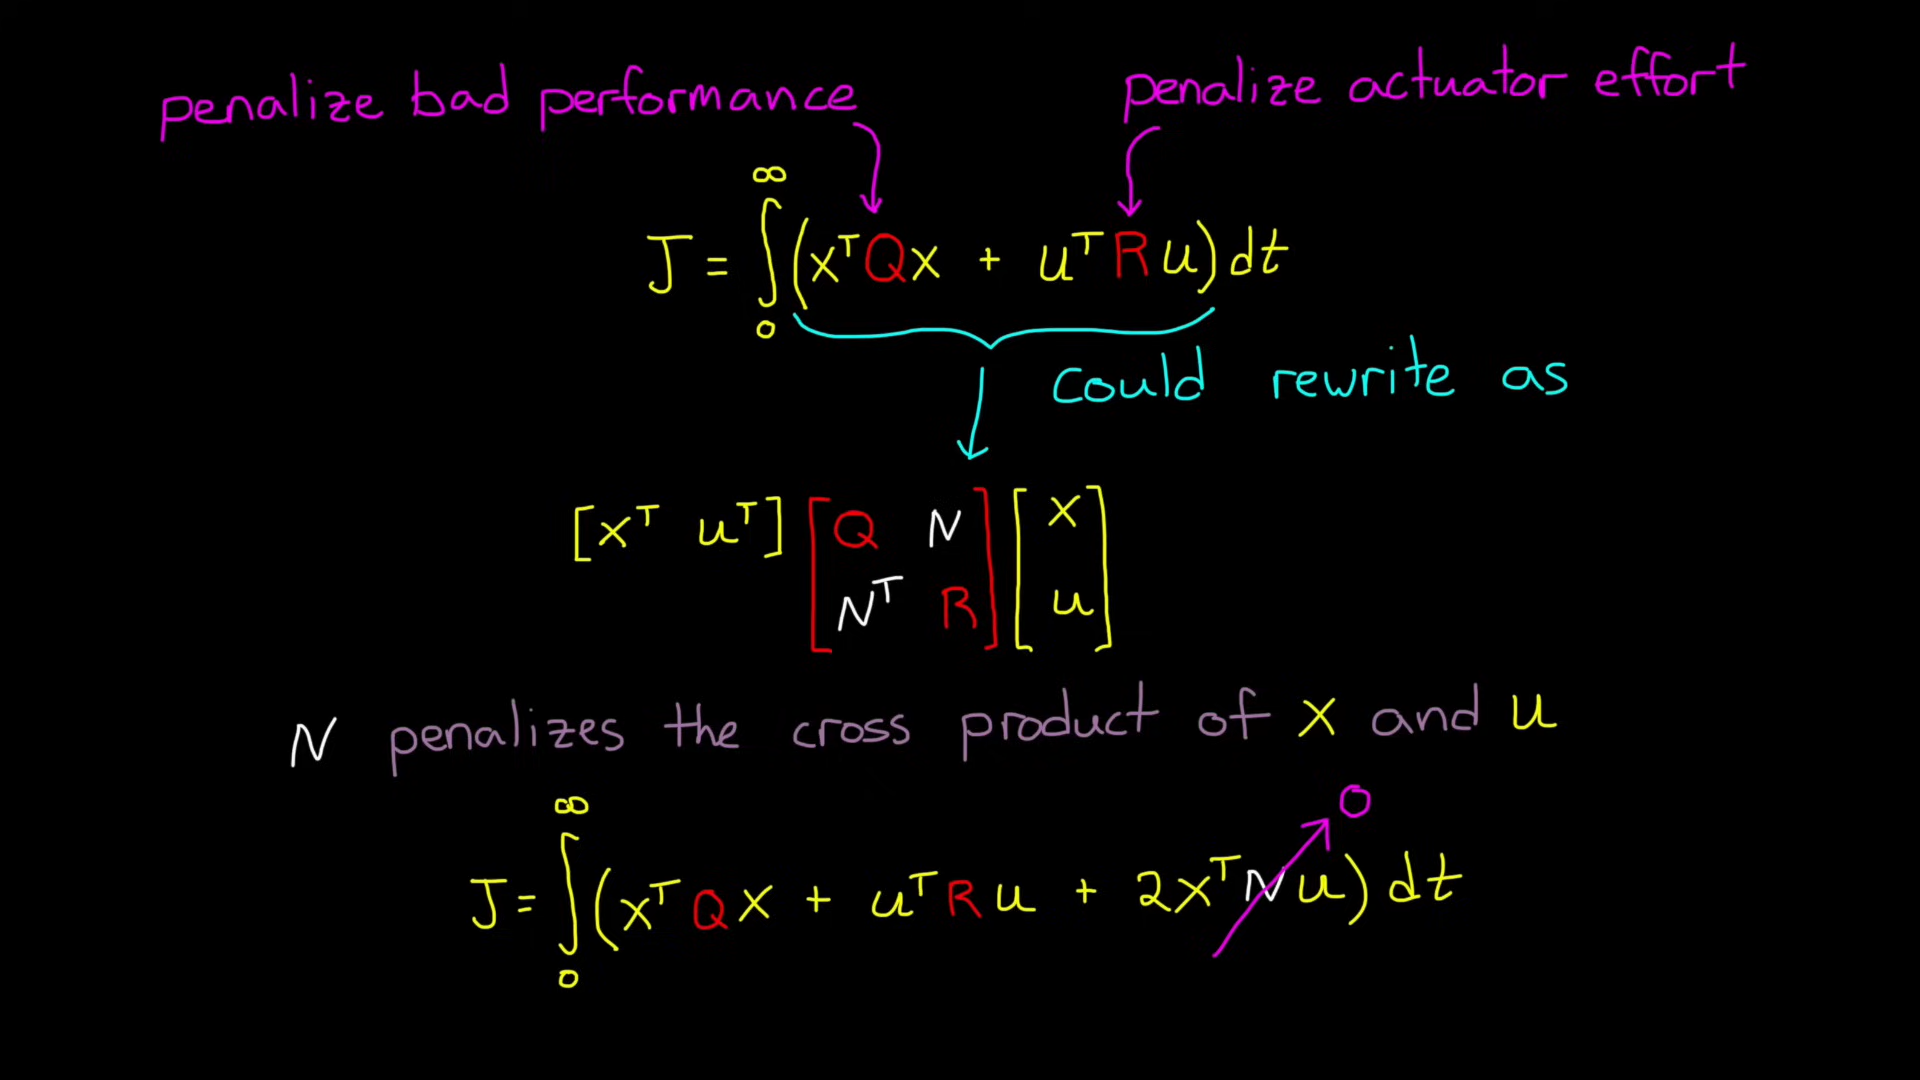 penalize bad performance penalize actuator effort
J = ∫₀^∞ (xᵀQx + uᵀRu) dt
could rewrite as
[xᵀ uᵀ] [Q N
Nᵀ R] [x
u]
N penalizes the cross product of x and u
0
J = ∫₀^∞ (xᵀQx + uᵀRu + 2xᵀNu) dt